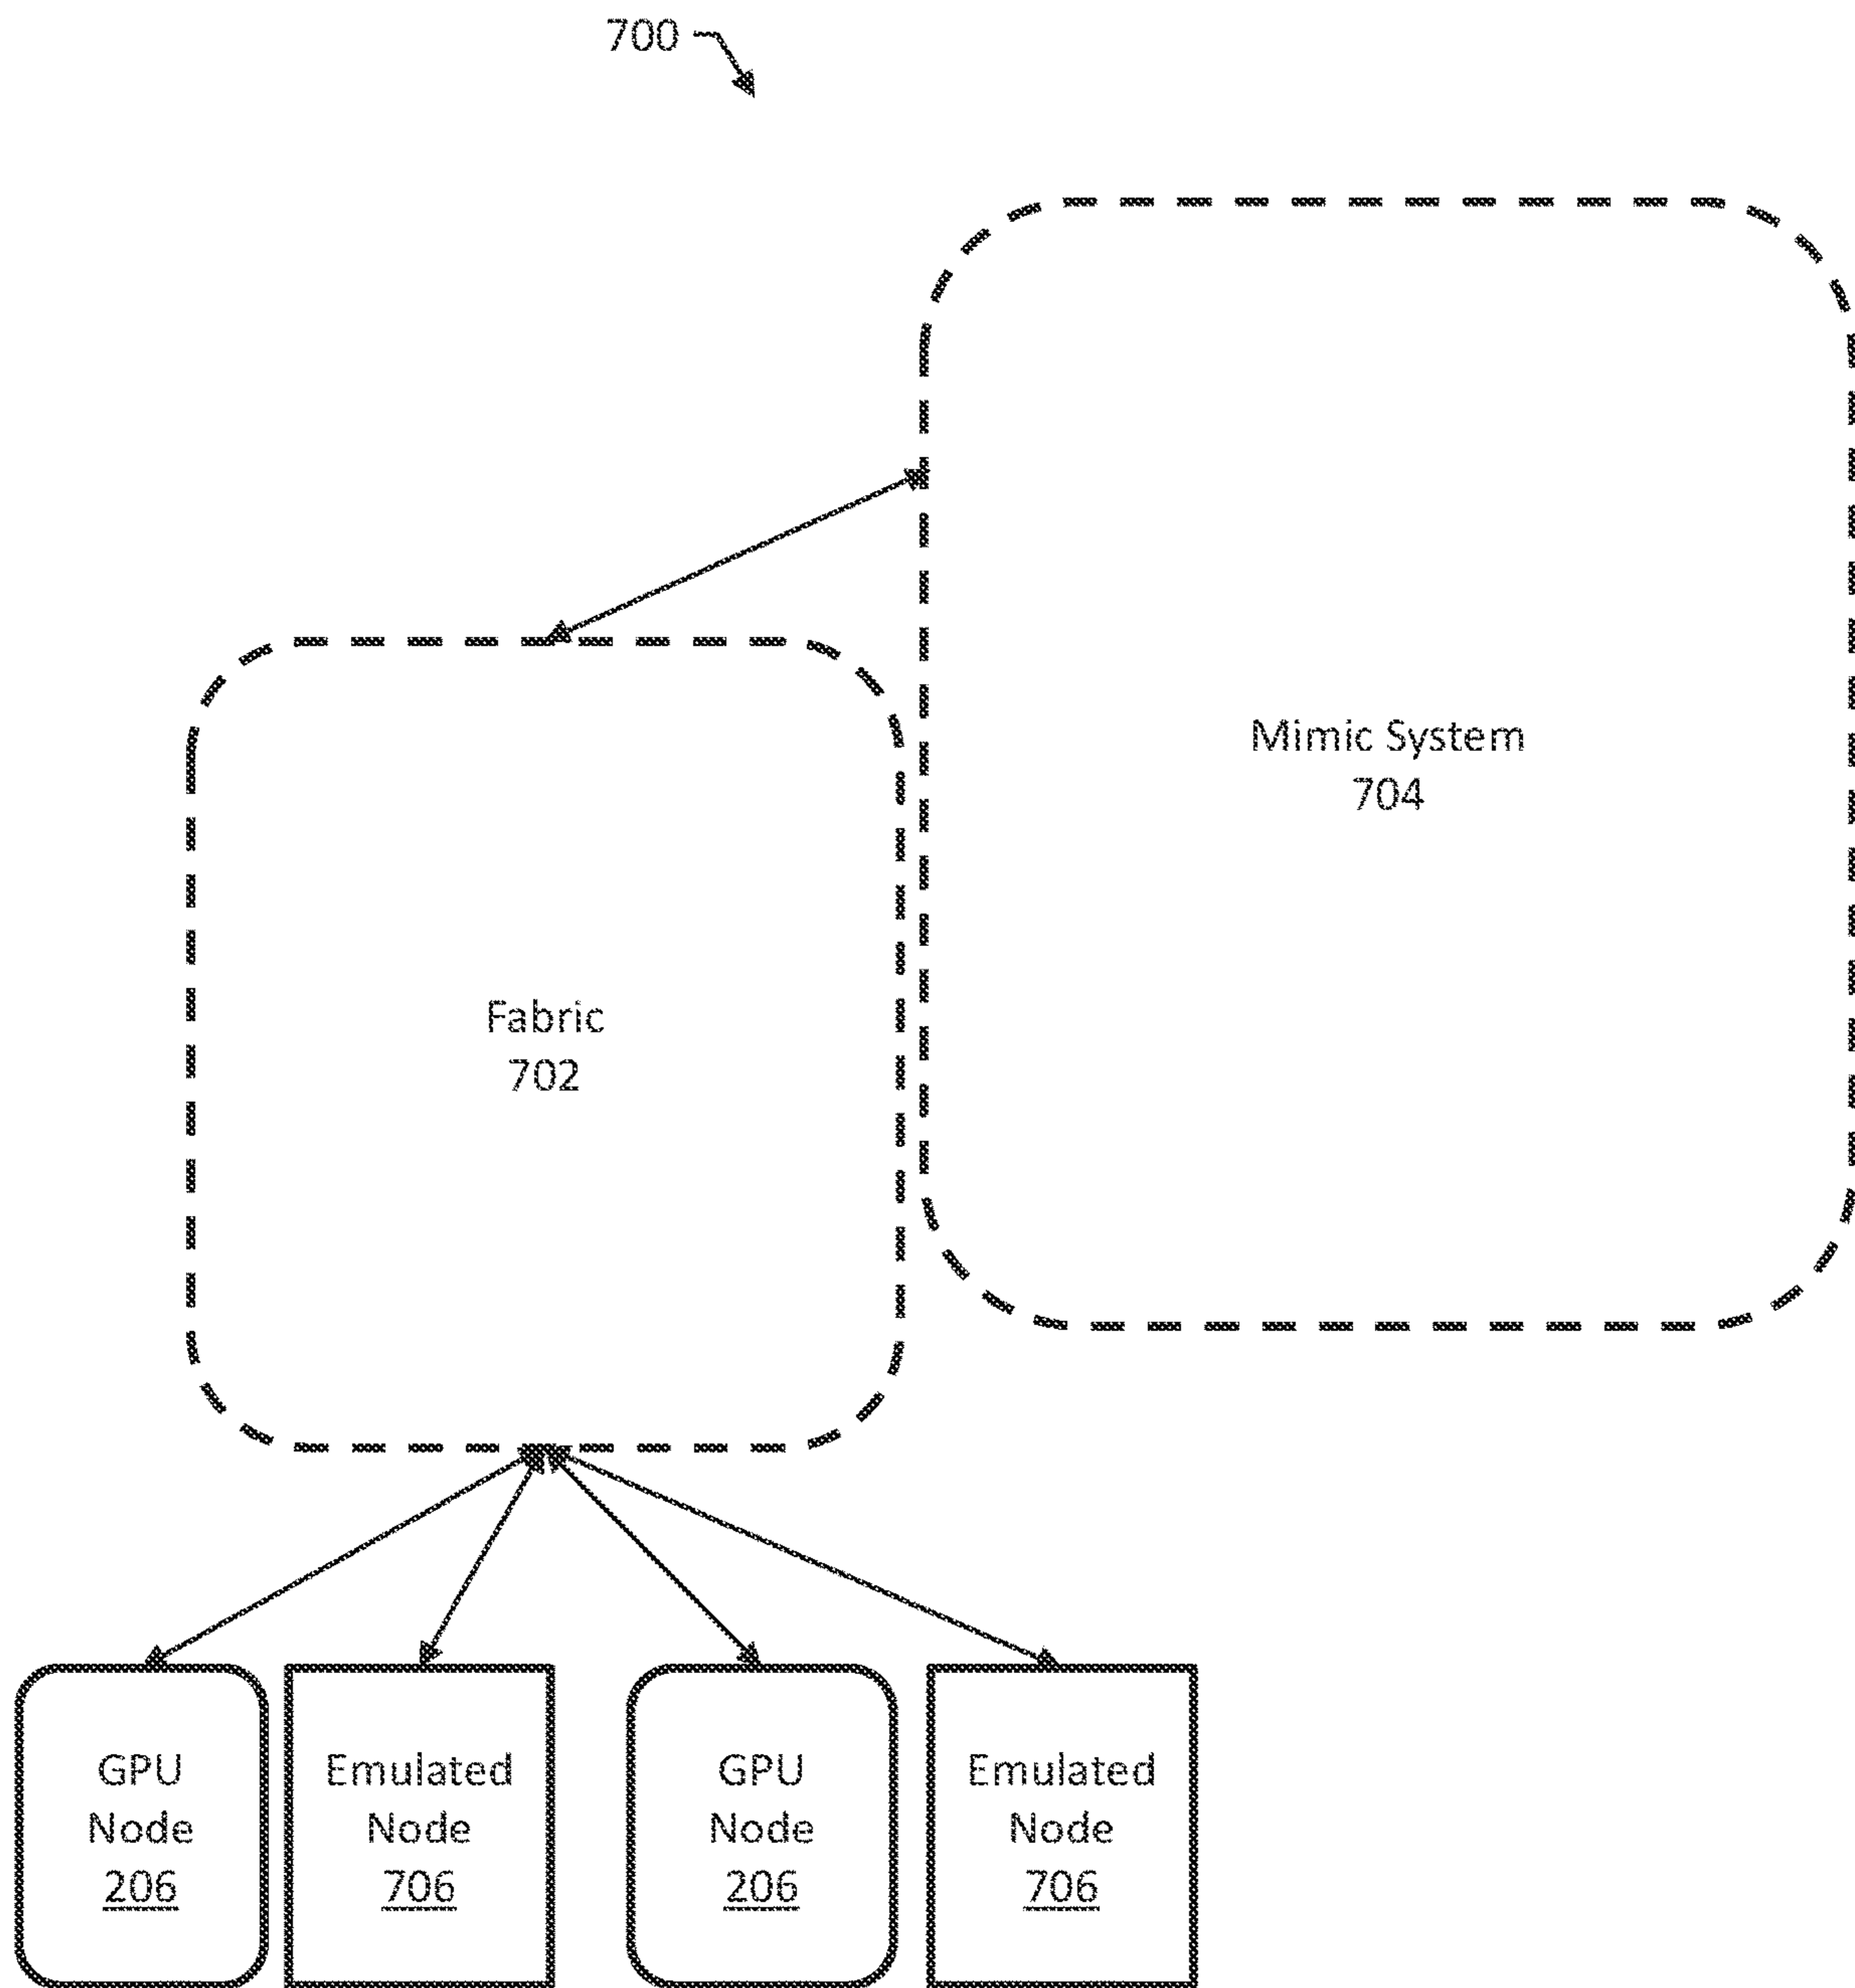 700
Mimic System
704
Fabric
702
GPU
Node
206
Emulated
Node
706
GPU
Node
206
Emulated
Node
706